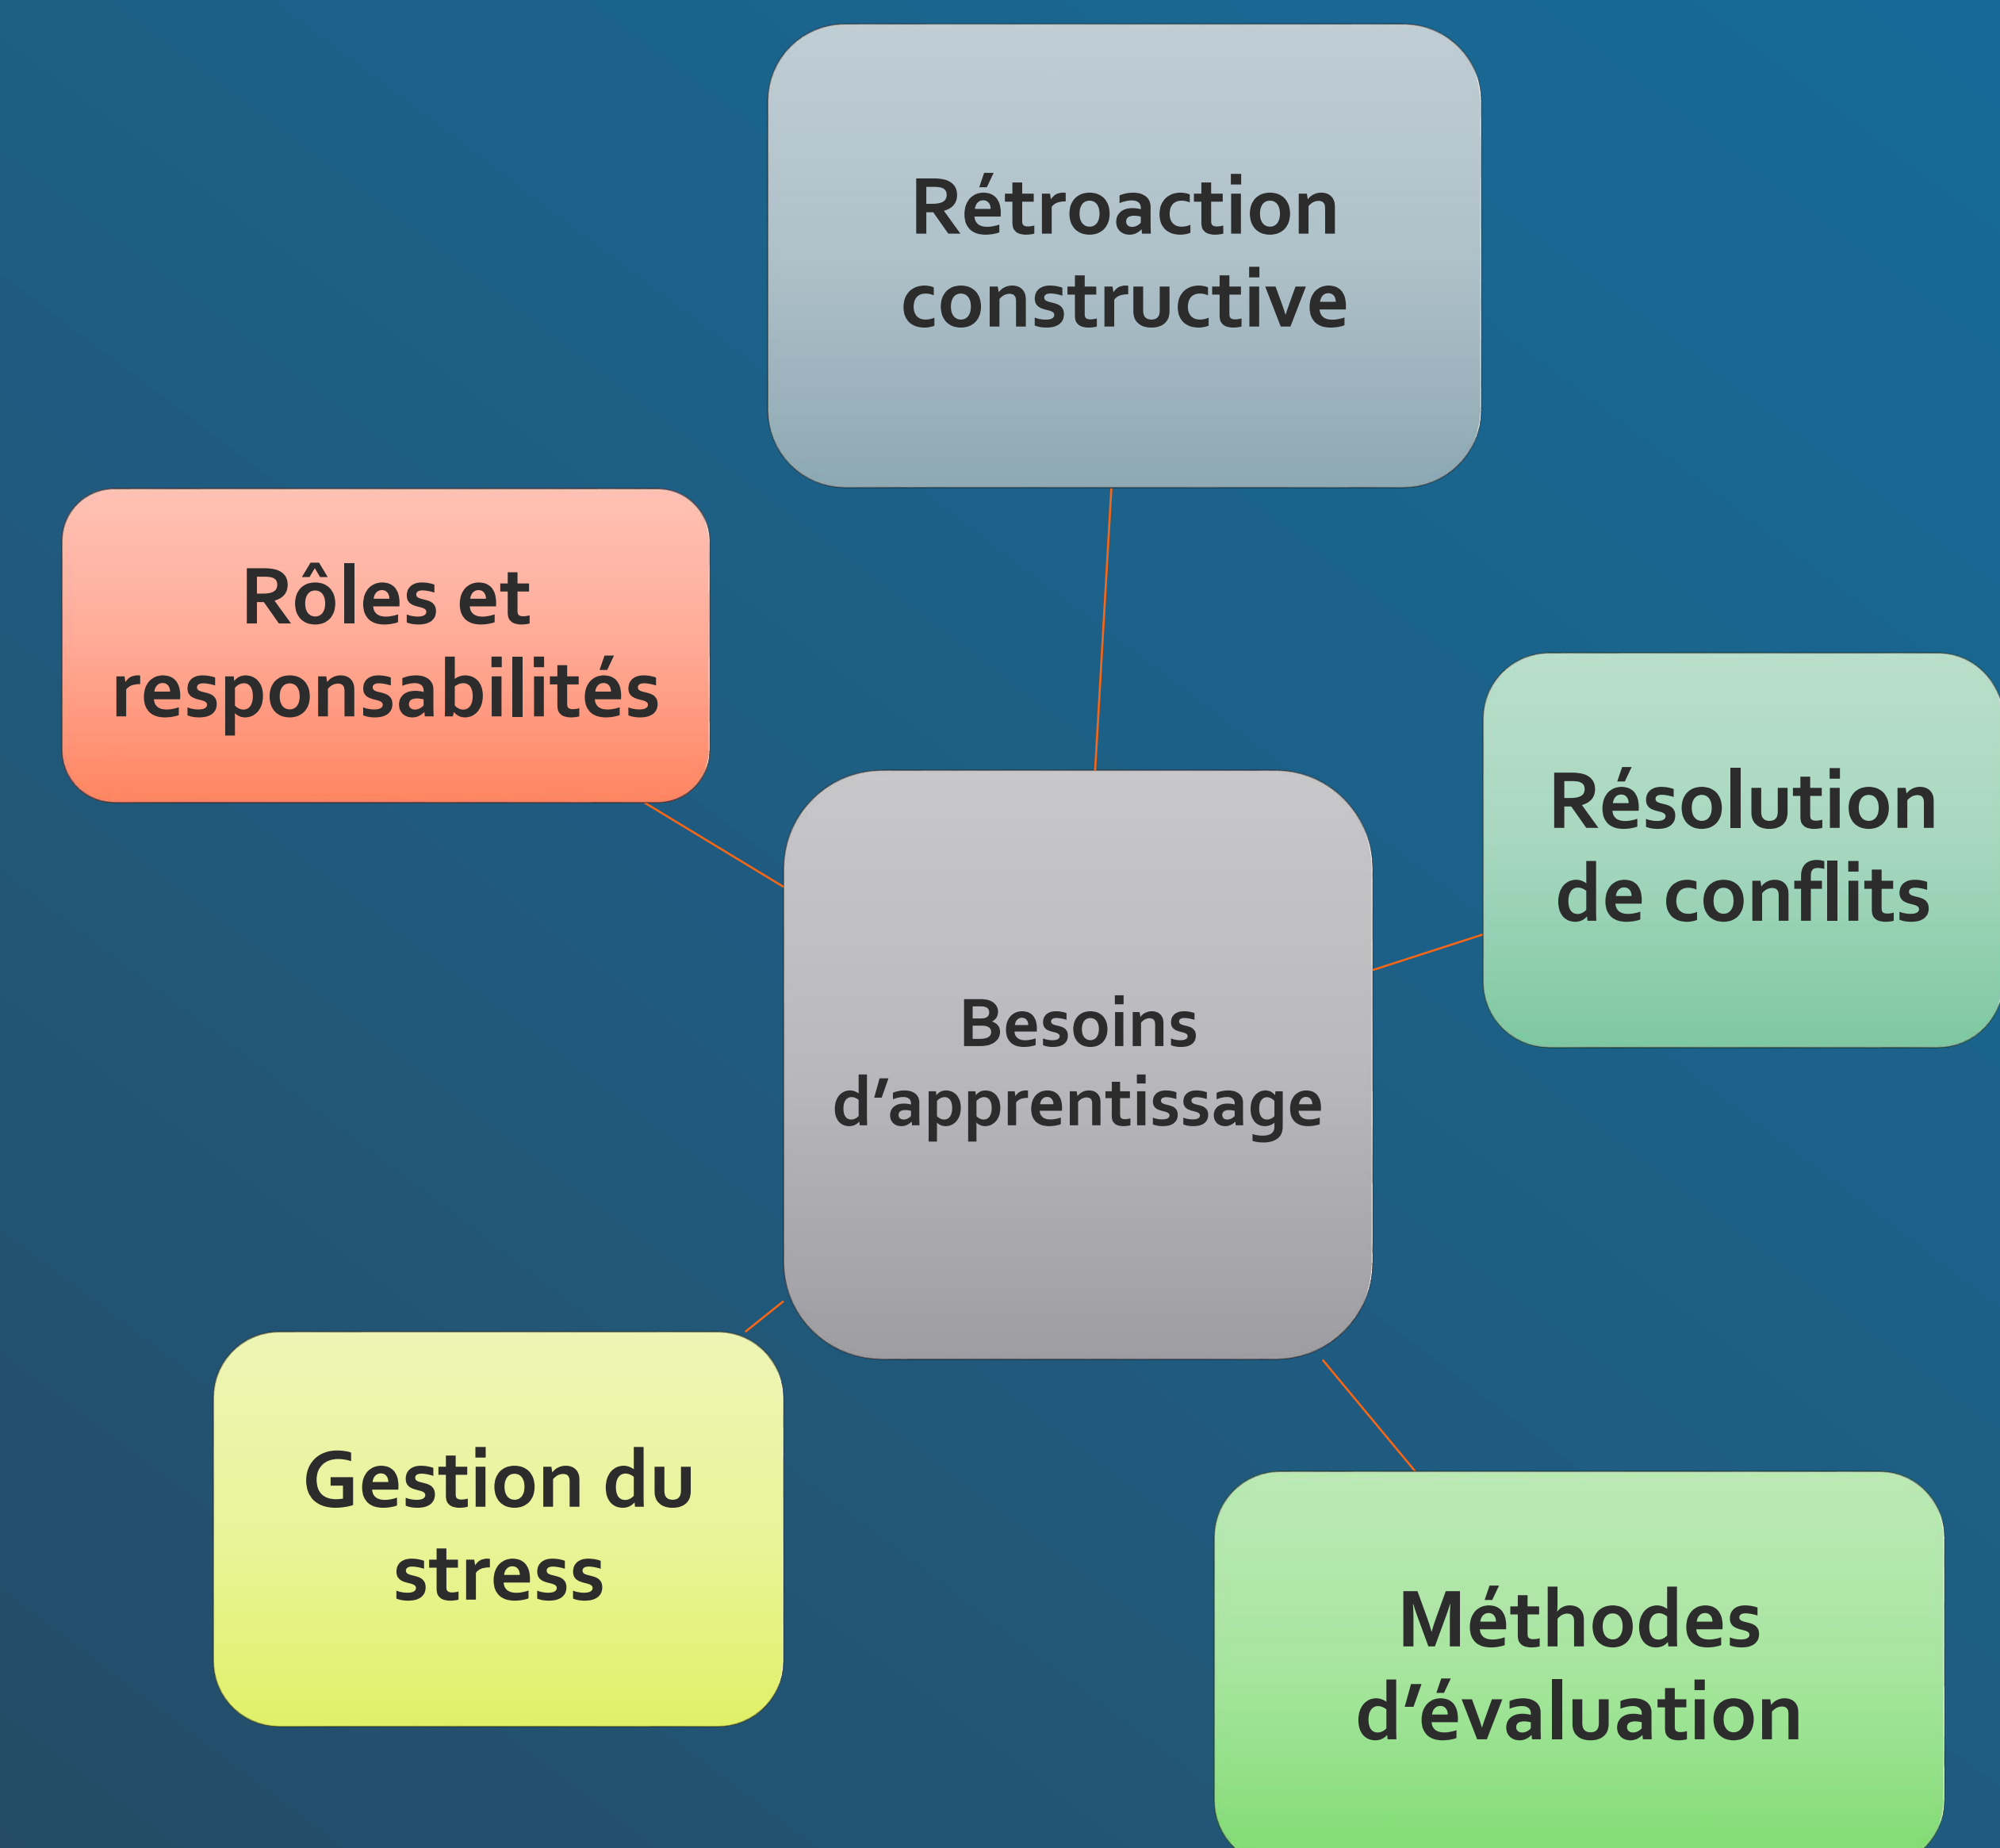 Rétroaction
constructive
Rôles et
responsabilités
Résolution
de conflits
Besoins
d’apprentissage
Gestion du
stress
Méthodes
d’évaluation